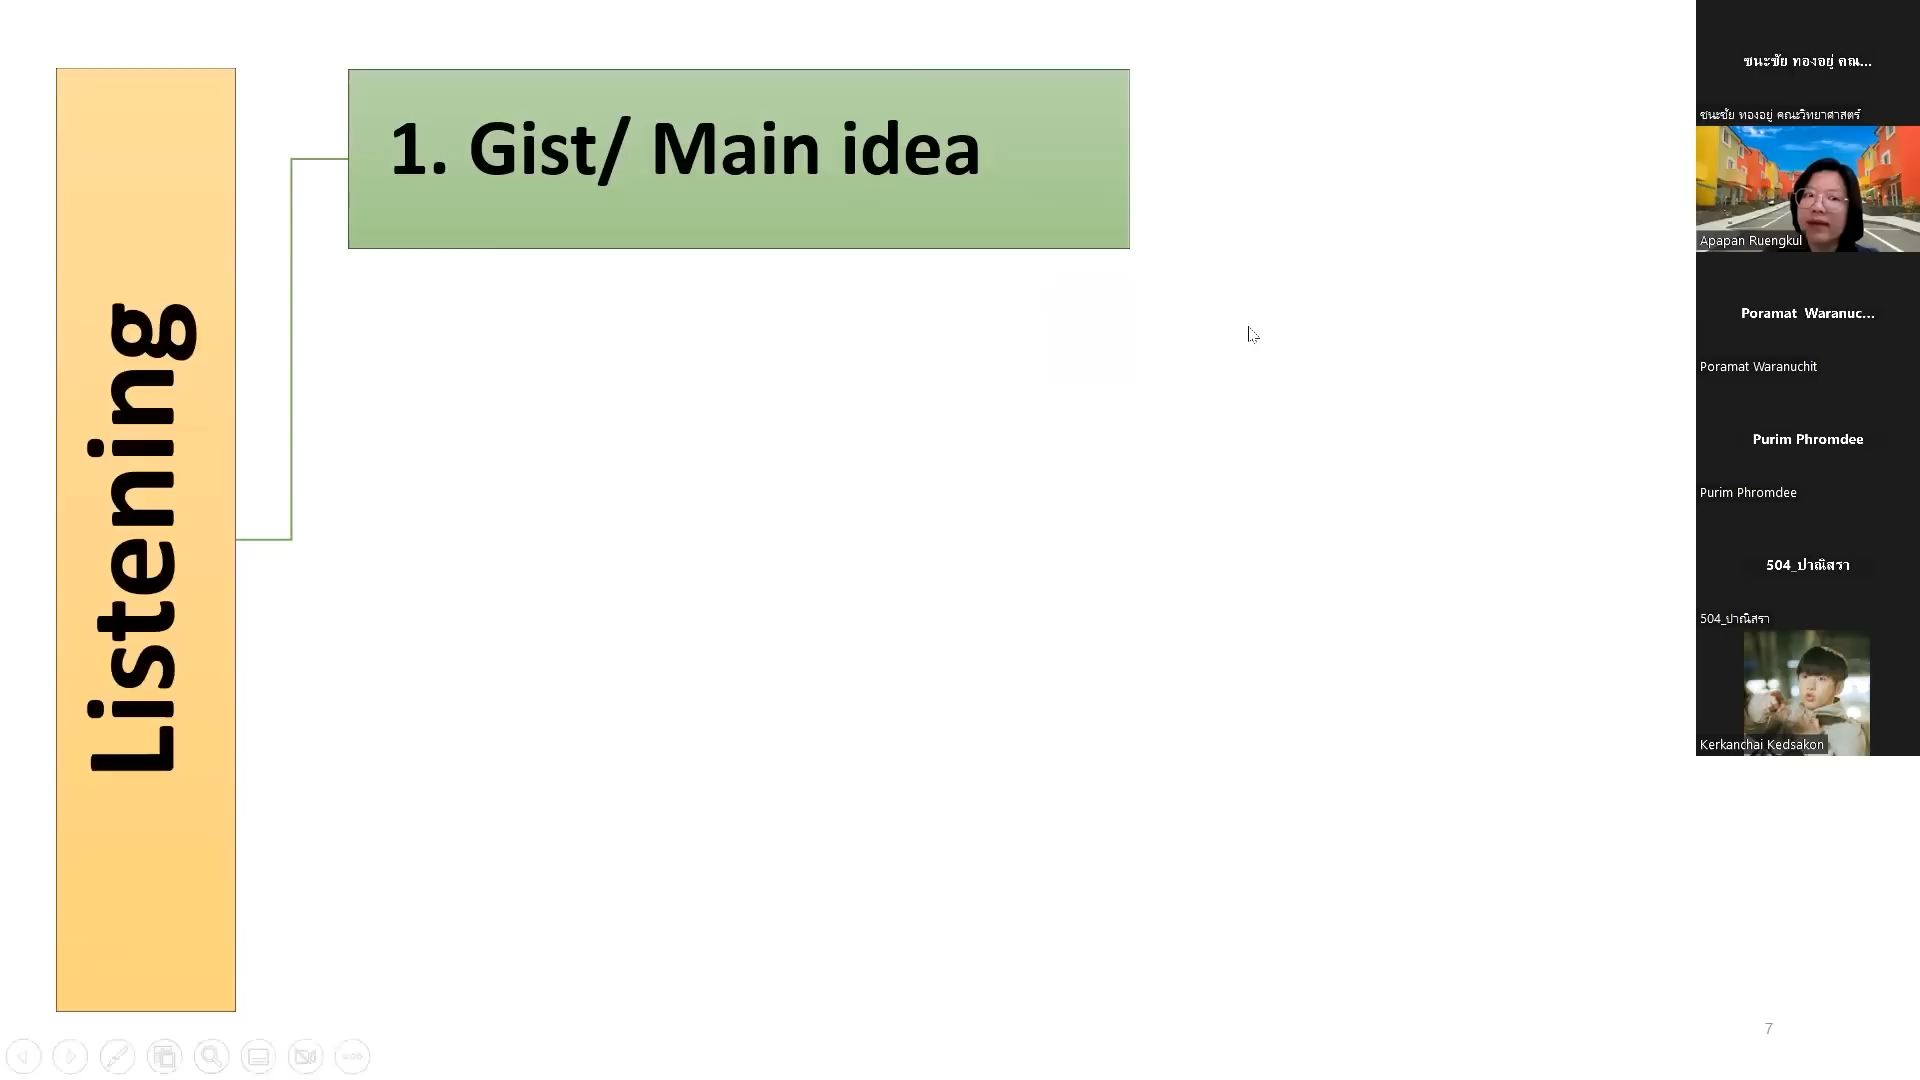 Listening
1. Gist/ Main idea
ชนะชัย ทองอยู่ คณ...
ชนะชัย ทองอยู่ คณะวิทยาศาสตร์
Apapan Ruengkul
Poramat Waranuc...
Poramat Waranuchit
Purim Phromdee
Purim Phromdee
504_ปาณิสรา
504_ปาณิสรา
Kerkanchai Kedsakon
7